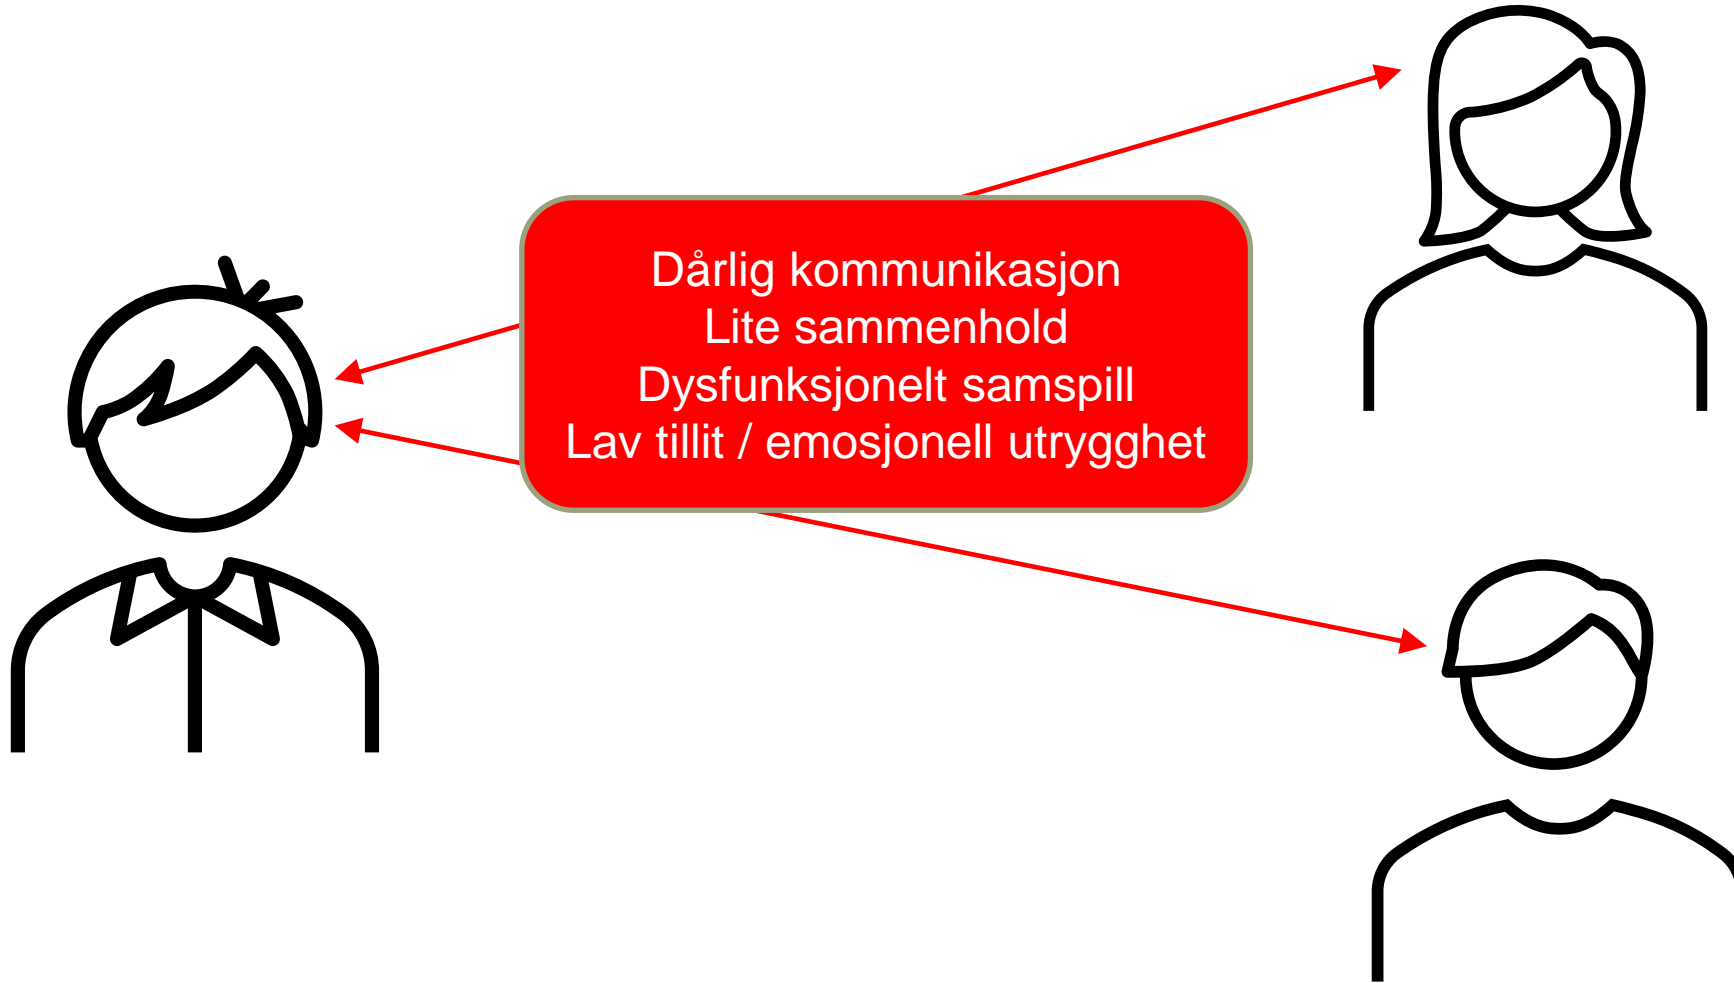 Dårlig kommunikasjon
Lite sammenhold
Dysfunksjonelt samspill
Lav tillit / emosjonell utrygghet